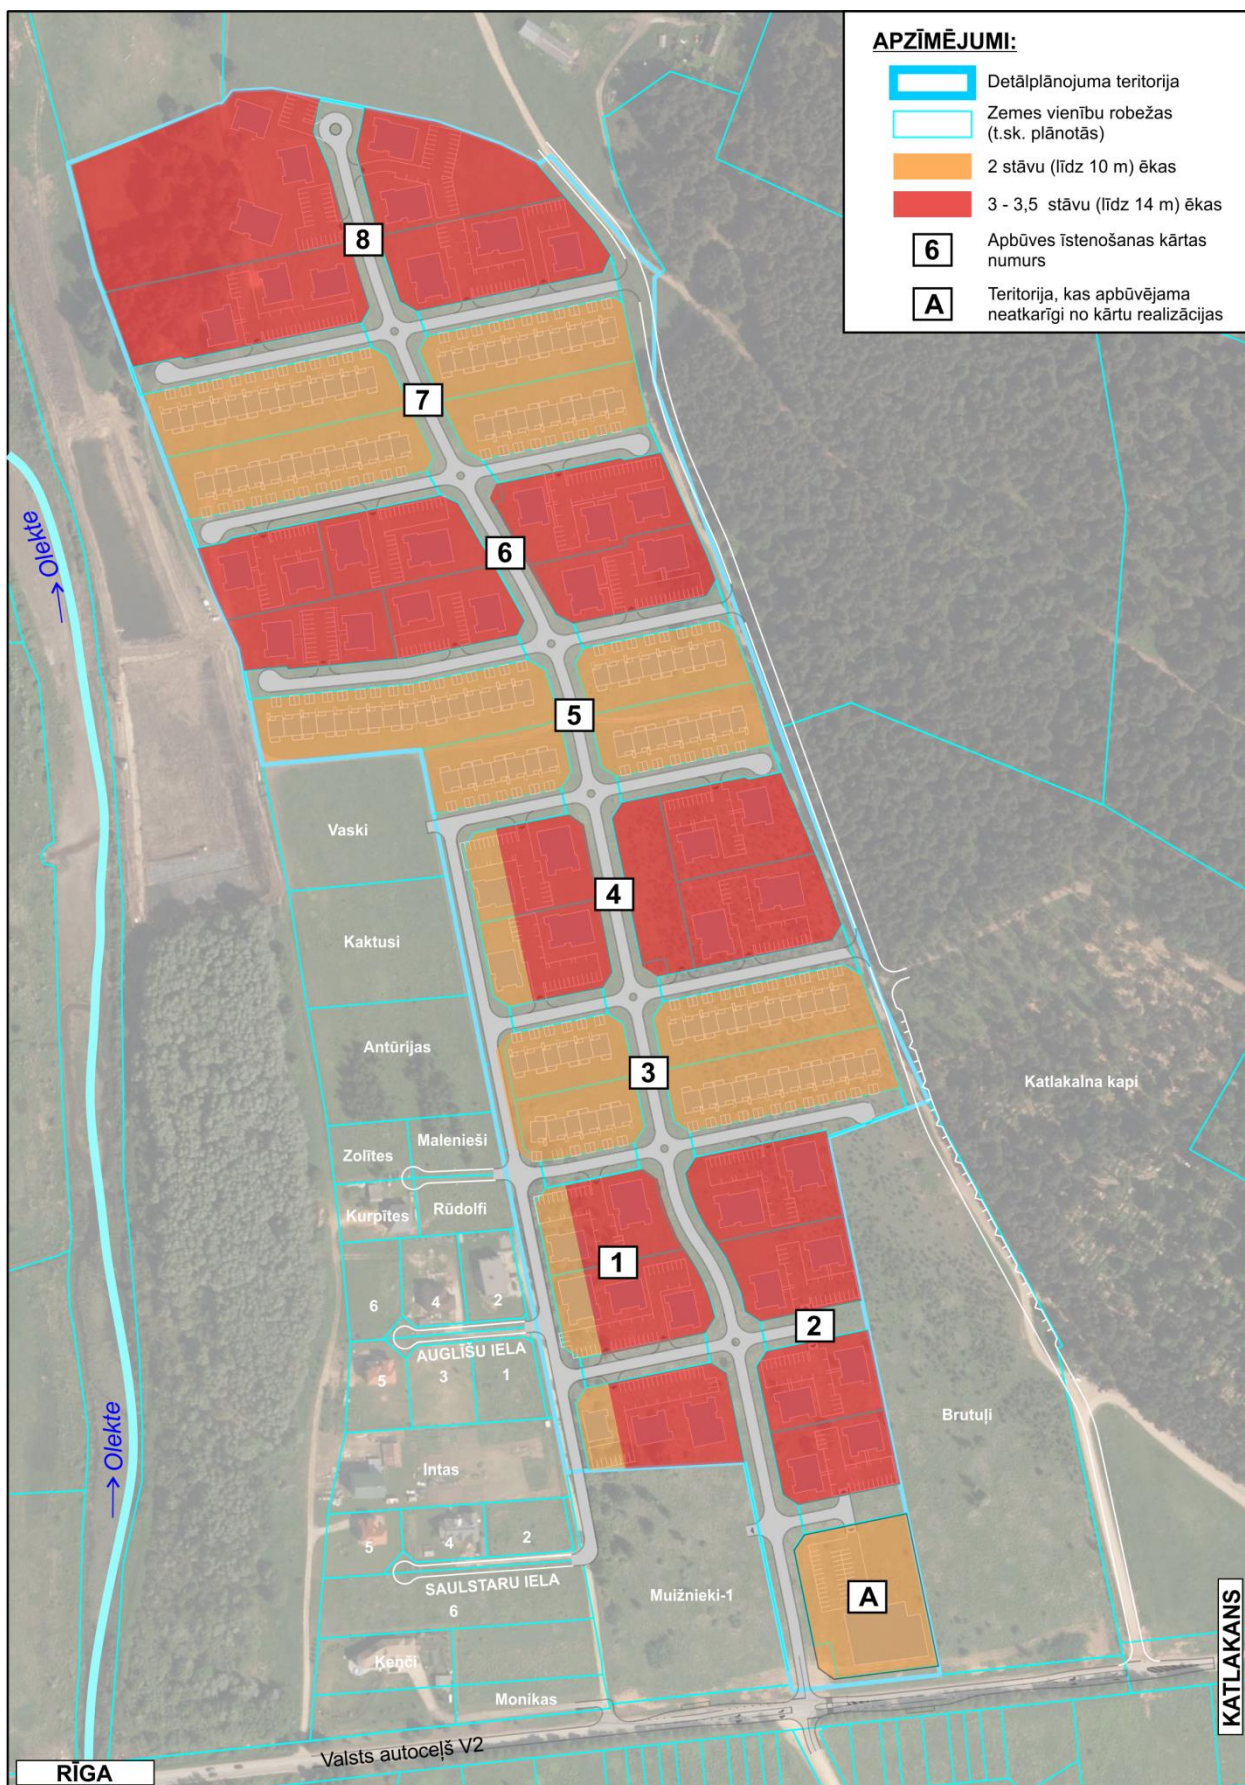 APZĪMĒJUMI:
Detālplānojuma teritorija
Zemes vienību robežas
(t.sk. plānotās)
2 stāvu (līdz 10 m) ēkas
3 - 3,5 stāvu (līdz 14 m) ēkas
6
Apbūves īstenošanas kārtas
numurs
A
Teritorija, kas apbūvējama
neatkarīgi no kārtu realizācijas
8
7
6
→ Olekte
5
Vaski
4
Kaktusi
Antūrijas
3
Katlakalna kapi
Malenieši
Zolītes
Rūdolfi
Kurpītes
1
2
6
4
2
AUGLĪŠU IELA
5
3
1
Brutuļi
→ Olekte
Intas
5
4
2
SAULSTARU IELA
6
Muižnieki-1
A
Ķenči
Monikas
KATLAKANS
Valsts autoceļš V2
RĪGA